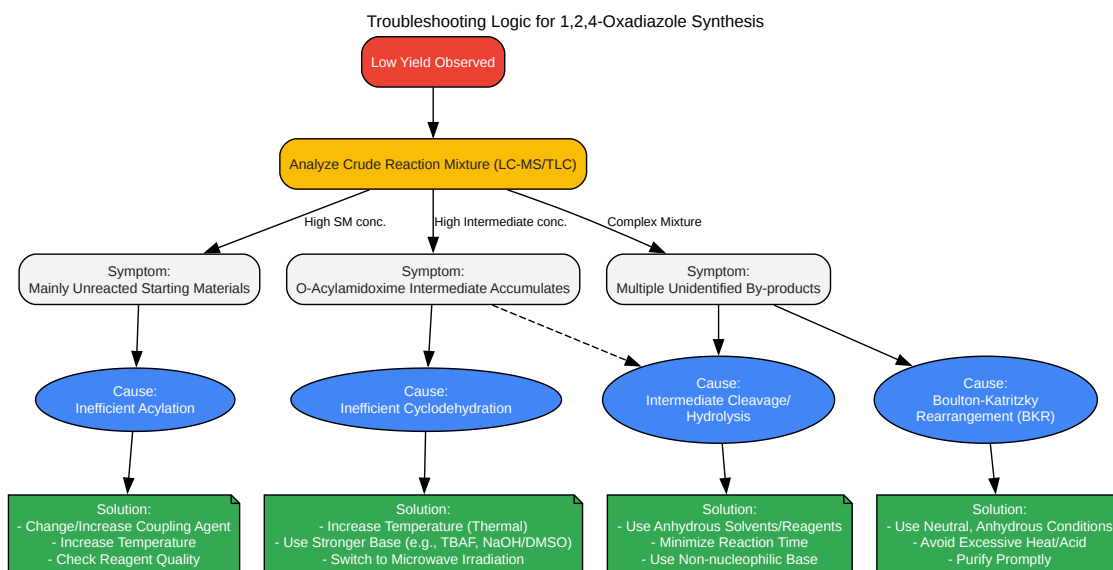 Troubleshooting Logic for 1,2,4-Oxadiazole Synthesis
Low Yield Observed
Analyze Crude Reaction Mixture (LC-MS/TLC)
High SM conc.
High Intermediate conc.
Complex Mixture
Symptom:
Mainly Unreacted Starting Materials
Symptom:
O-Acylamidoxime Intermediate Accumulates
Symptom:
Multiple Unidentified By-products
Cause:
Inefficient Acylation
Cause:
Inefficient Cyclodehydration
Cause:
Intermediate Cleavage/
Hydrolysis
Cause:
Boulton-Katritzky
Rearrangement (BKR)
Solution:
- Change/Increase Coupling Agent
- Increase Temperature
- Check Reagent Quality
Solution:
- Increase Temperature (Thermal)
- Use Stronger Base (e.g., TBAF, NaOH/DMSO)
- Switch to Microwave Irradiation
Solution:
- Use Anhydrous Solvents/Reagents
- Minimize Reaction Time
- Use Non-nucleophilic Base
Solution:
- Use Neutral, Anhydrous Conditions
- Avoid Excessive Heat/Acid
- Purify Promptly